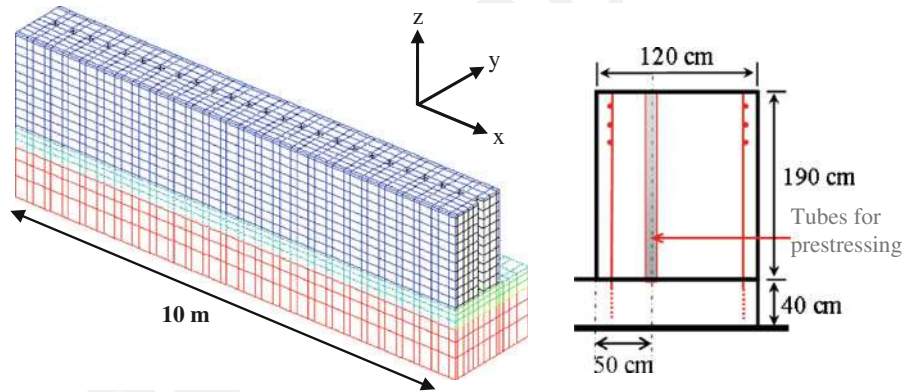 z
y
x
10 m
120 cm
190 cm
Tubes for
prestressing
40 cm
50 cm